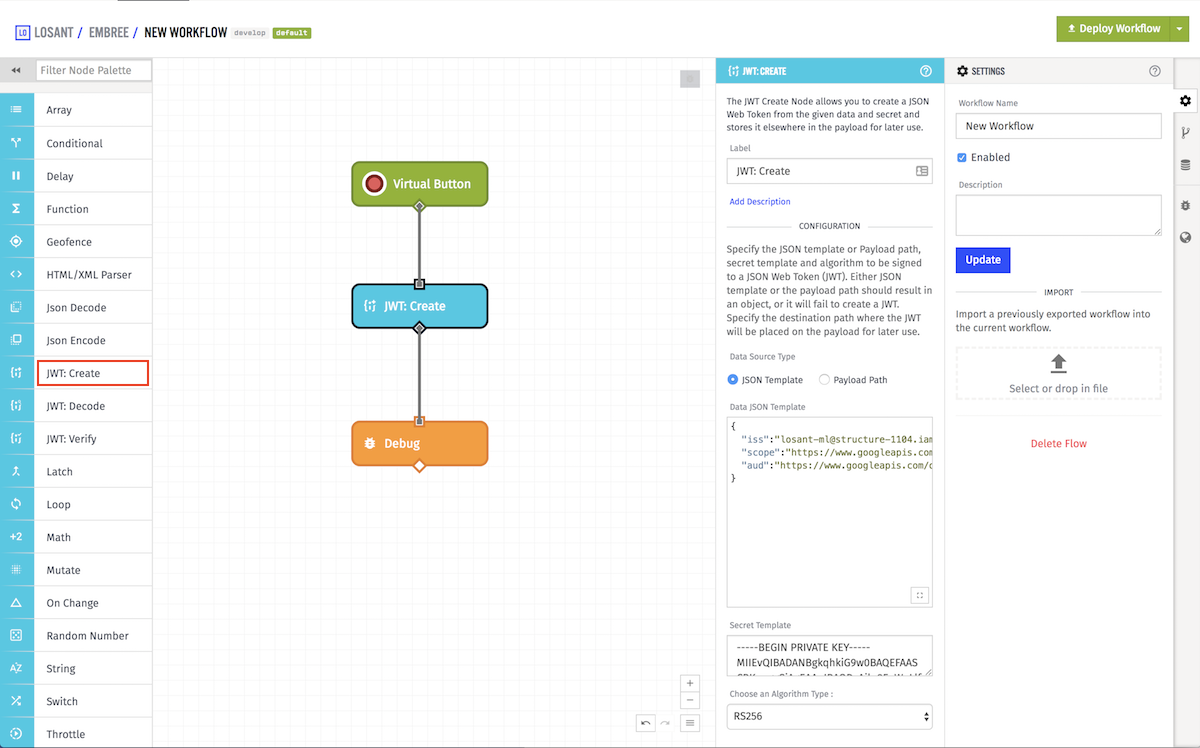 LO LOSANT / EMBREE / NEW WORKFLOW develop default
Deploy Workflow
Filter Node Palette
Array
Conditional
Delay
Function
Geofence
HTML/XML Parser
Json Decode
Json Encode
JWT: Create
JWT: Decode
JWT: Verify
Latch
Loop
+2 Math
Mutate
On Change
Random Number
String
Switch
Throttle
Virtual Button
JWT: Create
Debug
JWT: CREATE
The JWT Create Node allows you to create a JSON
Web Token from the given data and secret and
stores it elsewhere in the payload for later use.
Label
JWT: Create
Add Description
CONFIGURATION
Specify the JSON template or Payload path,
secret template and algorithm to be signed
to a JSON Web Token (JWT). Either JSON
template or the payload path should result in
an object, or it will fail to create a JWT.
Specify the destination path where the JWT
will be placed on the payload for later use.
Data Source Type
JSON Template Payload Path
Data JSON Template
{
"iss":"losant-ml@structure-1104.iam
"scope":"https://www.googleapis.com
"aud":"https://www.googleapis.com/
}
Secret Template
-----BEGIN PRIVATE KEY-----
MIIEvQIBADANBgkqhkiG9w0BAQEFAAS
Choose an Algorithm Type :
RS256
SETTINGS
Workflow Name
New Workflow
Enabled
Description
Update
IMPORT
Import a previously exported workflow into
the current workflow.
Select or drop in file
Delete Flow